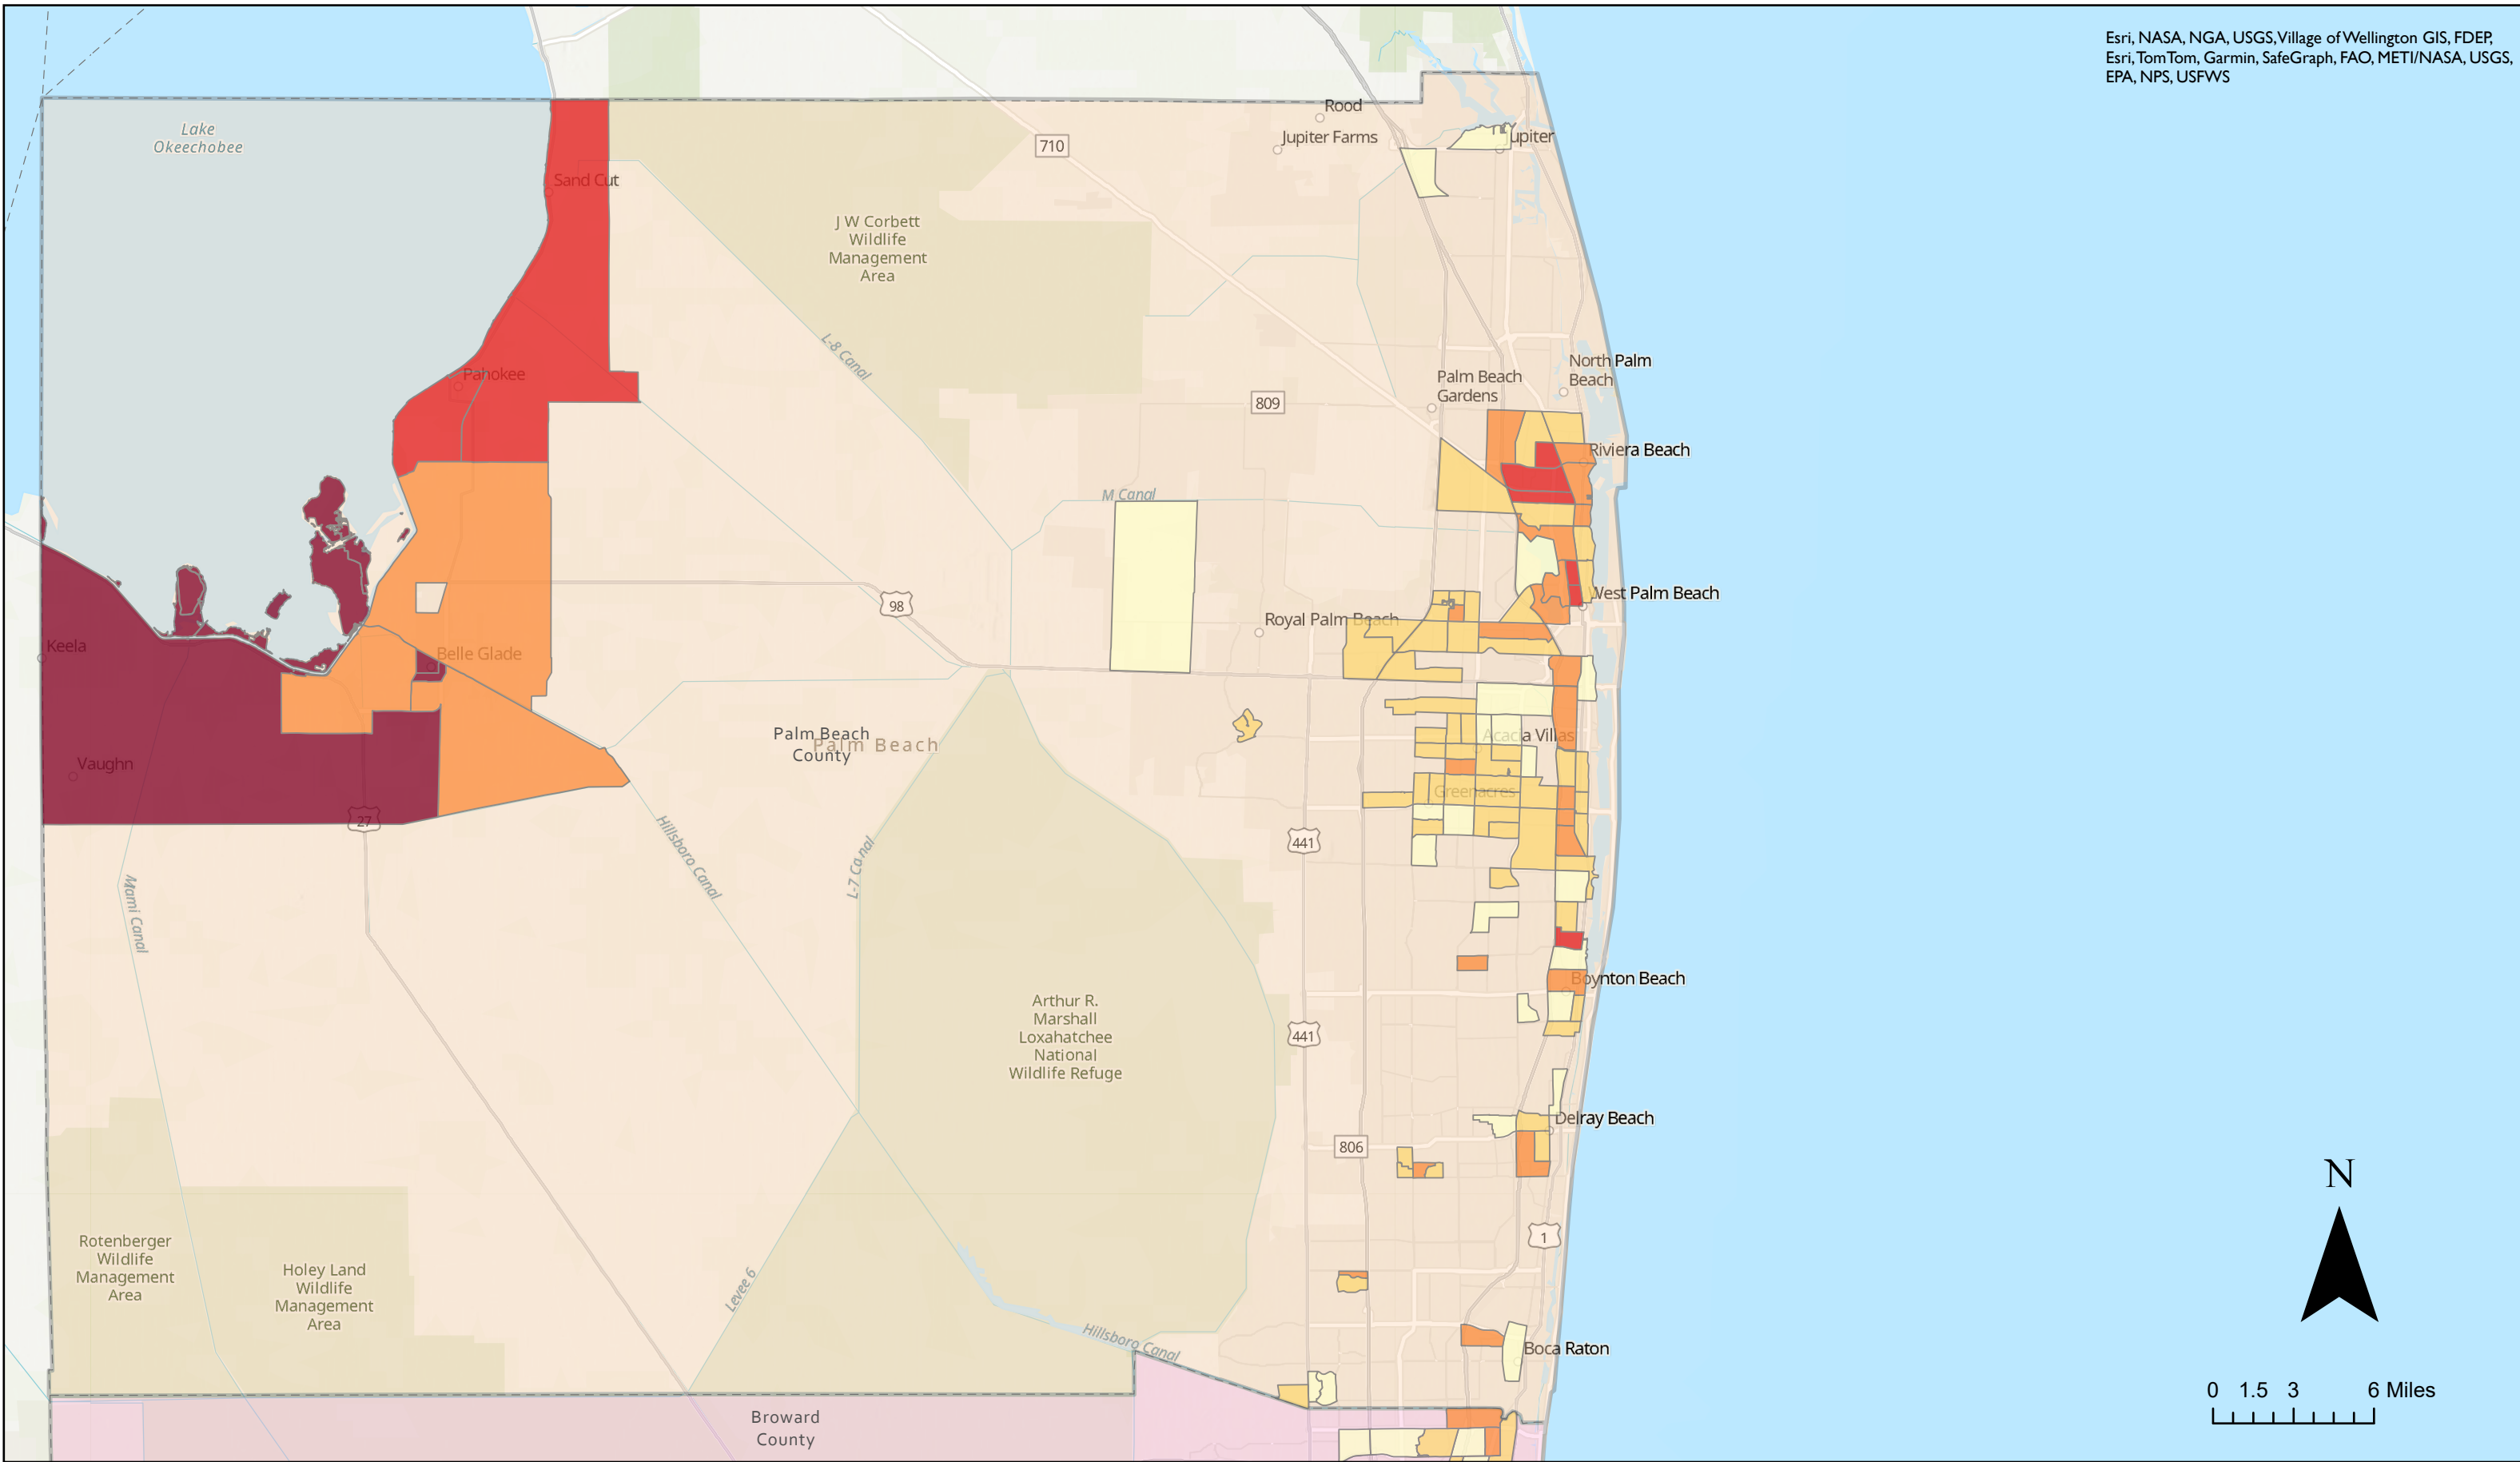 Esri, NASA, NGA, USGS, Village of Wellington GIS, FDEP,
Esri, TomTom, Garmin, SafeGraph, FAO, METI/NASA, USGS,
EPA, NPS, USFWS
Rood
Lake
Okeechobee
710
Jupiter Farms
Jupiter
Sand Cut
J W Corbett
Wildlife
Management
Area
L-8 Canal
North Palm
Beach
Pahokee
Palm Beach
Gardens
809
Riviera Beach
M Canal
98
West Palm Beach
Royal Palm Beach
Keela
Belle Glade
Palm Beach
County
Palm Beach
Acacia Villas
Vaughn
Greenacres
27
441
Hillsboro Canal
L-7 Canal
Miami Canal
Boynton Beach
Arthur R.
Marshall
Loxahatchee
National
Wildlife Refuge
441
Delray Beach
806
N
1
Rotenberger
Wildlife
Management
Area
Holey Land
Wildlife
Management
Area
Levee 6
Hillsboro Canal
Boca Raton
0 1.5 3 6 Miles
Broward
County